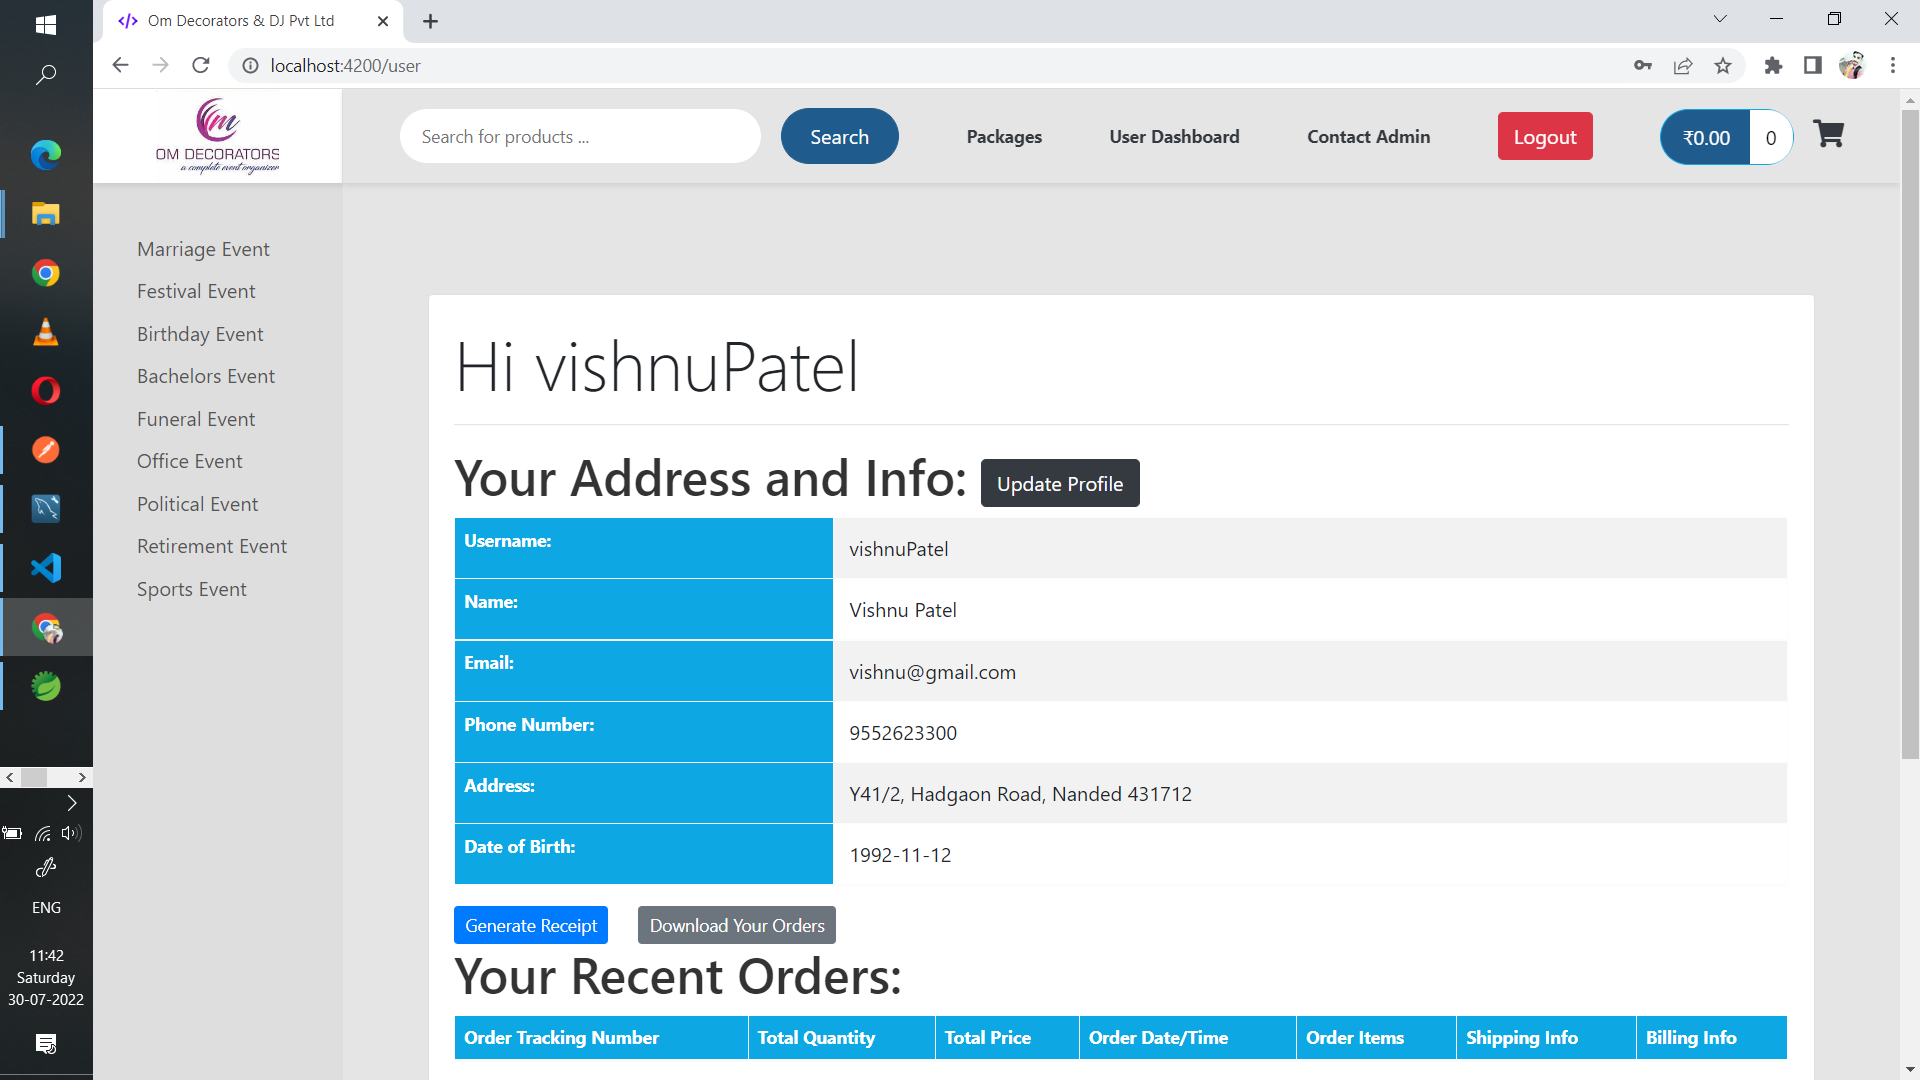 Om Decorators & DJ Pvt Ltd
localhost:4200/user
Om
OM DECORATORS
a complete event organizer
Search for products ...
Search
Packages
User Dashboard
Contact Admin
Logout
₹0.00 0
Marriage Event
Festival Event
Birthday Event
Bachelors Event
Funeral Event
Office Event
Political Event
Retirement Event
Sports Event
Hi vishnuPatel
Your Address and Info: Update Profile
Username: vishnuPatel
Name: Vishnu Patel
Email: vishnu@gmail.com
Phone Number: 9552623300
Address: Y41/2, Hadgaon Road, Nanded 431712
Date of Birth: 1992-11-12
Generate Receipt Download Your Orders
Your Recent Orders:
Order Tracking Number Total Quantity Total Price Order Date/Time Order Items Shipping Info Billing Info
ENG
11:42
Saturday
30-07-2022